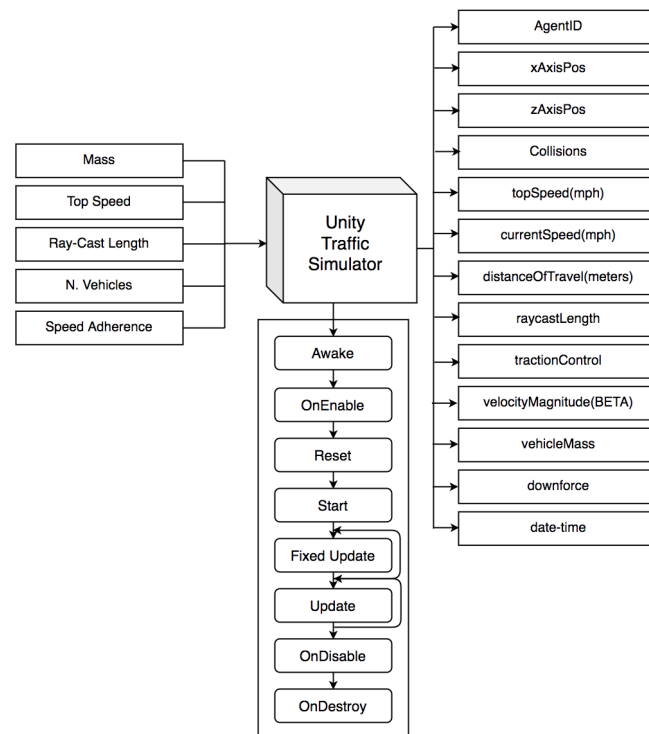 Mass
Top Speed
Ray-Cast Length
N. Vehicles
Speed Adherence
Unity
Traffic
Simulator
Awake
OnEnable
Reset
Start
Fixed Update
Update
OnDisable
OnDestroy
AgentID
xAxisPos
zAxisPos
Collisions
topSpeed(mph)
currentSpeed(mph)
distanceOfTravel(meters)
raycastLength
tractionControl
velocityMagnitude(BETA)
vehicleMass
downforce
date-time